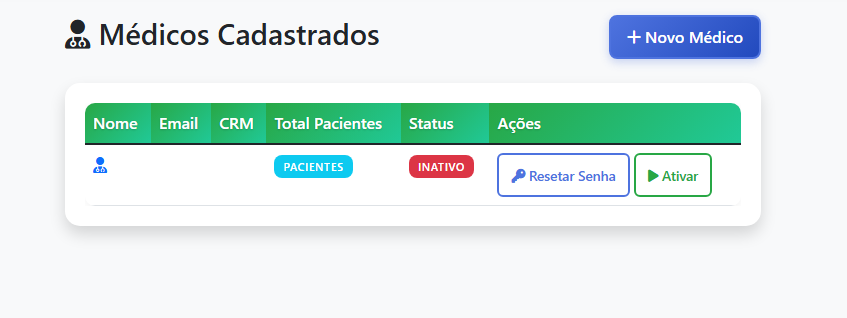 Médicos Cadastrados
+ Novo Médico
Nome Email CRM Total Pacientes Status Ações
PACIENTES INATIVO Resetar Senha Ativar